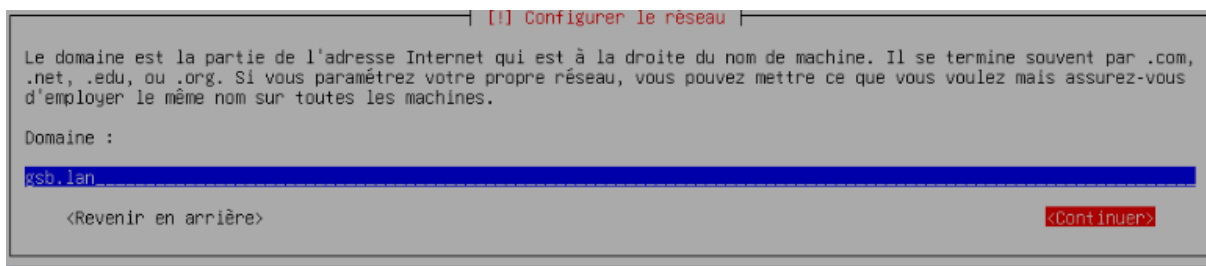 [!] Configurer le réseau
Le domaine est la partie de l'adresse Internet qui est à la droite du nom de machine. Il se termine souvent par .com,
.net, .edu, ou .org. Si vous paramétrez votre propre réseau, vous pouvez mettre ce que vous voulez mais assurez-vous
d'employer le même nom sur toutes les machines.
Domaine :
gsb.lan
<Revenir en arrière> <Continuer>